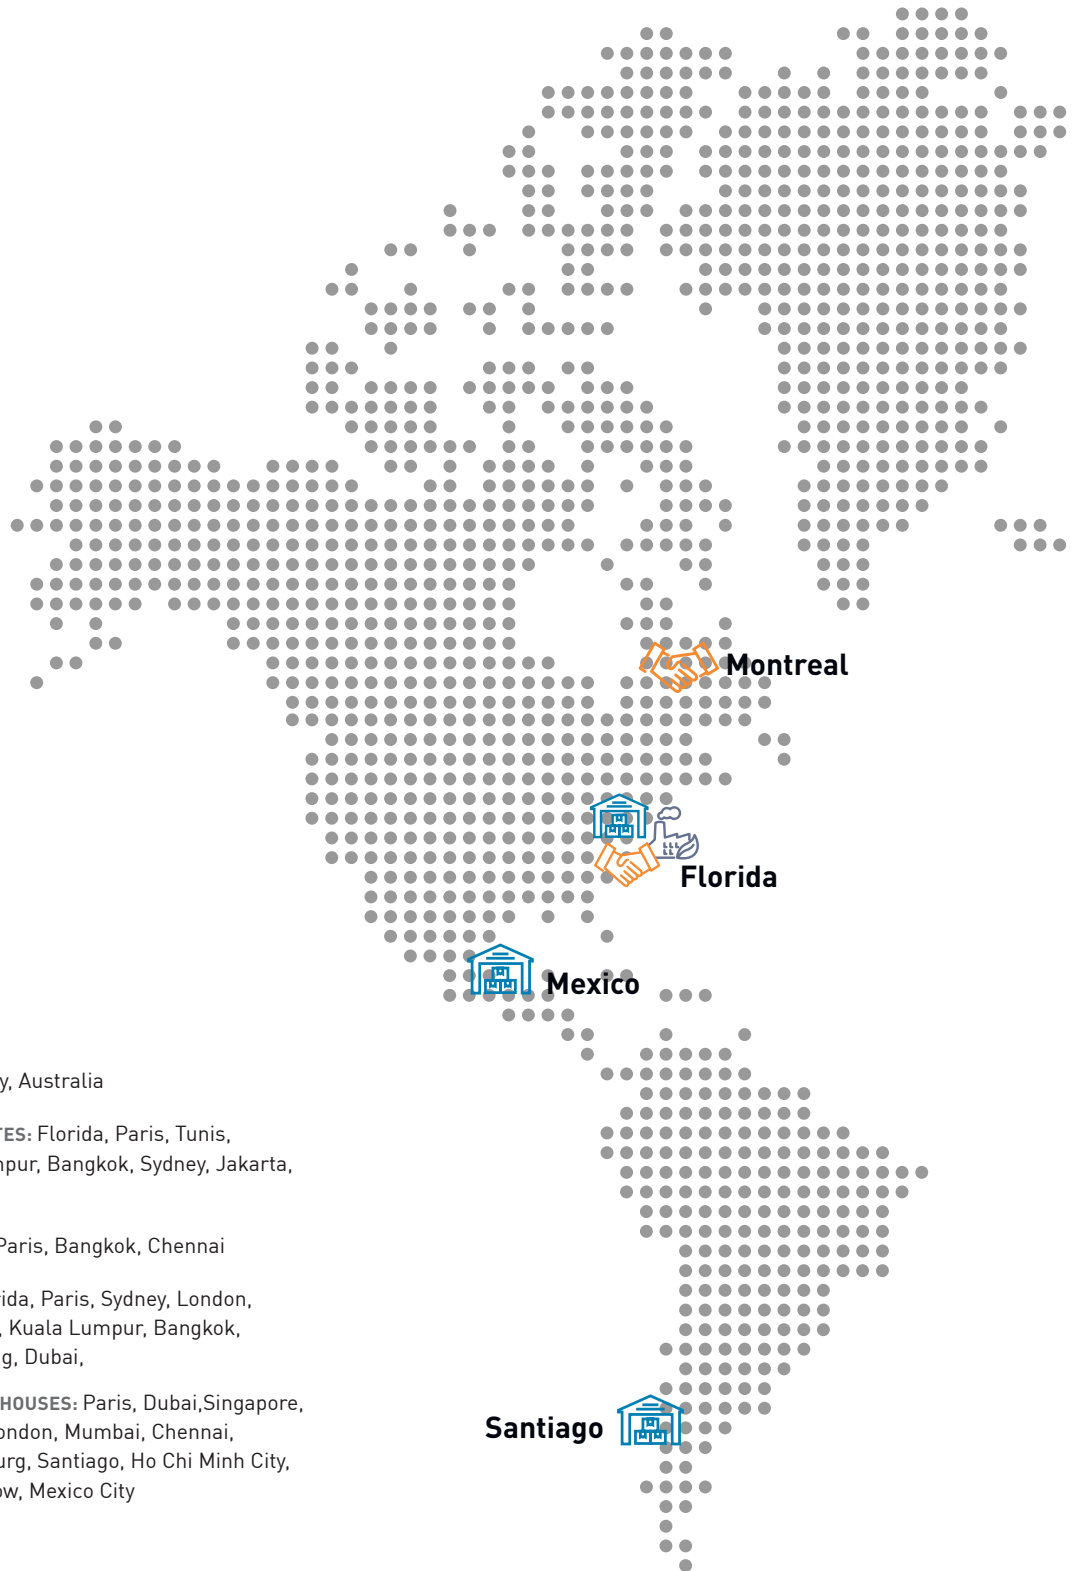 Montreal
Florida
Mexico
y, Australia
TES: Florida, Paris, Tunis,
npur, Bangkok, Sydney, Jakarta,
Paris, Bangkok, Chennai
rida, Paris, Sydney, London,
, Kuala Lumpur, Bangkok,
g, Dubai,
HOUSES: Paris, Dubai,Singapore,
ondon, Mumbai, Chennai,
urg, Santiago, Ho Chi Minh City,
ow, Mexico City
Santiago